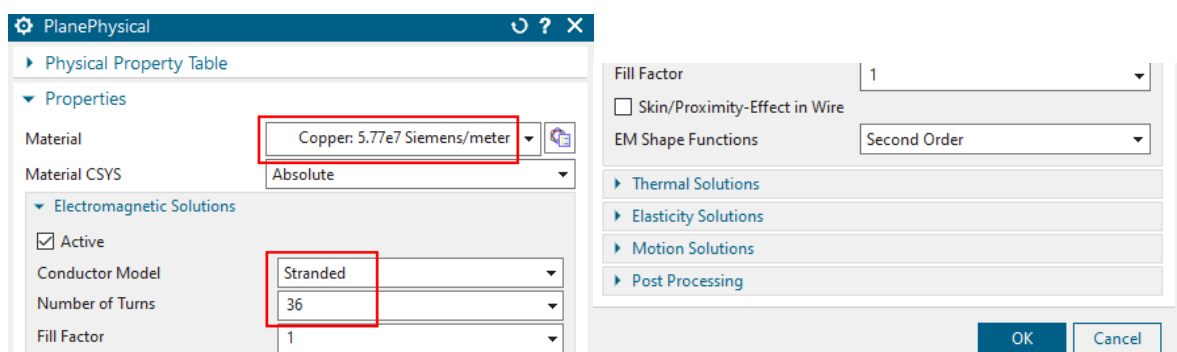 PlanePhysical
Physical Property Table
Properties
Material Copper: 5.77e7 Siemens/meter
Material CSYS Absolute
Electromagnetic Solutions
Active
Conductor Model Stranded
Number of Turns 36
Fill Factor 1
Fill Factor 1
Skin/Proximity-Effect in Wire
EM Shape Functions Second Order
Thermal Solutions
Elasticity Solutions
Motion Solutions
Post Processing
OK Cancel